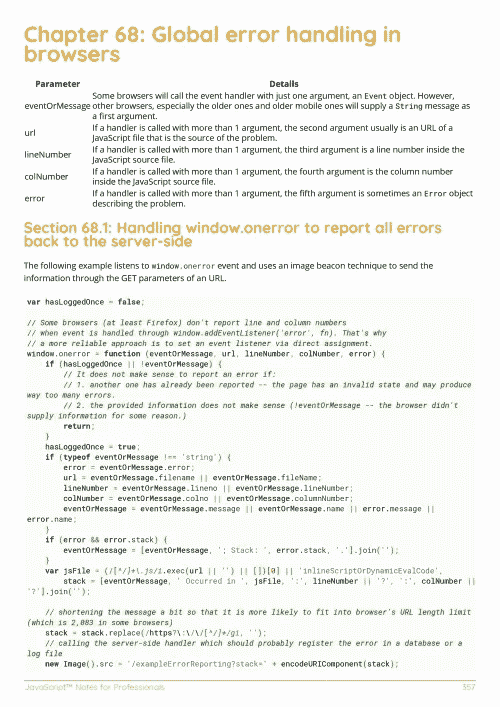 Chapter 68: Global error handling in
browsers
Parameter Details
Some browsers will call the event handler with just one argument, an Event object. However,
eventOrMessage other browsers, especially the older ones and older mobile ones will supply a String message as
a first argument.
url If a handler is called with more than 1 argument, the second argument usually is an URL of a
JavaScript file that is the source of the problem.
lineNumber If a handler is called with more than 1 argument, the third argument is a line number inside the
JavaScript source file.
colNumber If a handler is called with more than 1 argument, the fourth argument is the column number
inside the JavaScript source file.
error If a handler is called with more than 1 argument, the fifth argument is sometimes an Error object
describing the problem.
Section 68.1: Handling window.onerror to report all errors
back to the server-side
The following example listens to window.onerror event and uses an image beacon technique to send the
information through the GET parameters of an URL.
var hasLoggedOnce = false;
// Some browsers (at least Firefox) don't report line and column numbers
// when event is handled through window.addEventListener('error', fn). That's why
// a more reliable approach is to set an event listener via direct assignment.
window.onerror = function (eventOrMessage, url, lineNumber, colNumber, error) {
if (hasLoggedOnce || !eventOrMessage) {
// It does not make sense to report an error if:
// 1. another one has already been reported -- the page has an invalid state and may produce
way too many errors.
// 2. the provided information does not make sense (!eventOrMessage -- the browser didn't
supply information for some reason.)
return;
}
hasLoggedOnce = true;
if (typeof eventOrMessage !== 'string') {
error = eventOrMessage.error;
url = eventOrMessage.filename || eventOrMessage.fileName;
lineNumber = eventOrMessage.lineno || eventOrMessage.lineNumber;
colNumber = eventOrMessage.colno || eventOrMessage.columnNumber;
eventOrMessage = eventOrMessage.message || eventOrMessage.name || error.message ||
error.name;
}
if (error && error.stack) {
eventOrMessage = [eventOrMessage, '; Stack: ', error.stack, '.'].join('');
}
var jsFile = (/[^/]+\.js/i.exec(url || '') || [])[0] || 'inlineScriptOrDynamicEvalCode',
stack = [eventOrMessage, ' Occurred in ', jsFile, ':', lineNumber || '?', ':', colNumber ||
'?'].join('');
// shortening the message a bit so that it is more likely to fit into browser's URL length limit
(which is 2,083 in some browsers)
stack = stack.replace(/https?\:\/\/[^/]+/gi, '');
// calling the server-side handler which should probably register the error in a database or a
log file
new Image().src = '/exampleErrorReporting?stack=' + encodeURIComponent(stack);
JavaScript™ Notes for Professionals 357